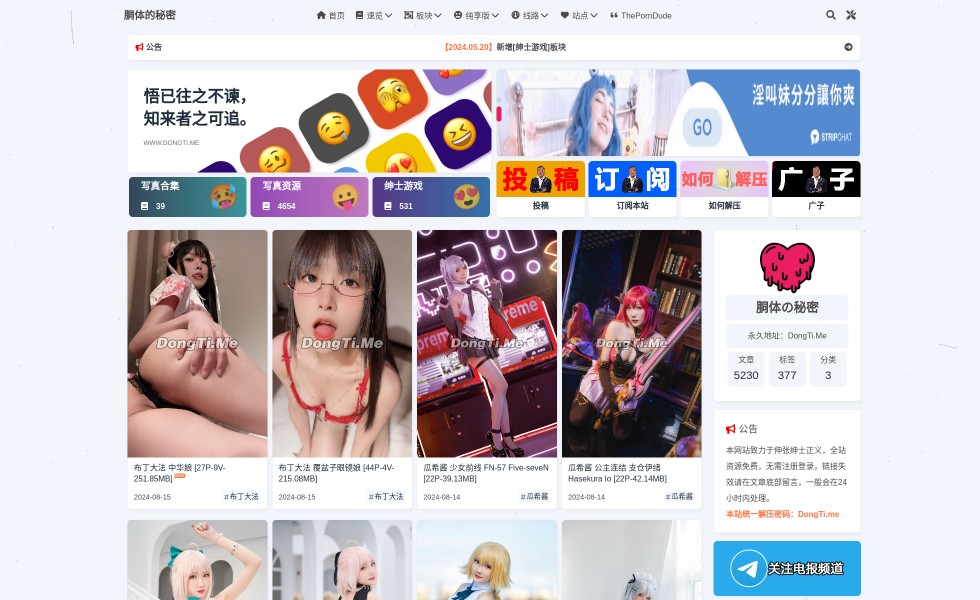 胴体的秘密
首页 速览 板块 纯享版 线路 站点 ThePornDude
公告
【2024.05.20】新增[绅士游戏]板块
悟已往之不谏，
知来者之可追。
WWW.DONGTI.ME
淫叫妹分分讓你爽
GO
STRIPCHAT
写真合集
39
写真资源
4654
绅士游戏
531
投稿
订阅
如何解压
广子
投稿
订阅本站
如何解压
广子
DongTi.Me
DongTi.Me
DongTi.Me
DongTi.Me
布丁大法 中华娘 [27P-9V-
251.85MB]
2024-08-15 #布丁大法
布丁大法 覆盆子眼镜娘 [44P-4V-
215.08MB]
2024-08-15 #布丁大法
瓜希酱 少女前线 FN-57 Five-seveN
[22P-39.13MB]
2024-08-14 #瓜希酱
瓜希酱 公主连结 支仓伊绪
Hasekura Io [22P-42.14MB]
2024-08-14 #瓜希酱
胴体の秘密
永久地址：DongTi.Me
文章 标签 分类
5230 377 3
公告
本网站致力于伸张绅士正义，全站
资源免费，无需注册登录，链接失
效请在文章底部留言，一般会在24
小时内处理。
本站统一解压密码：DongTi.me
关注电报频道